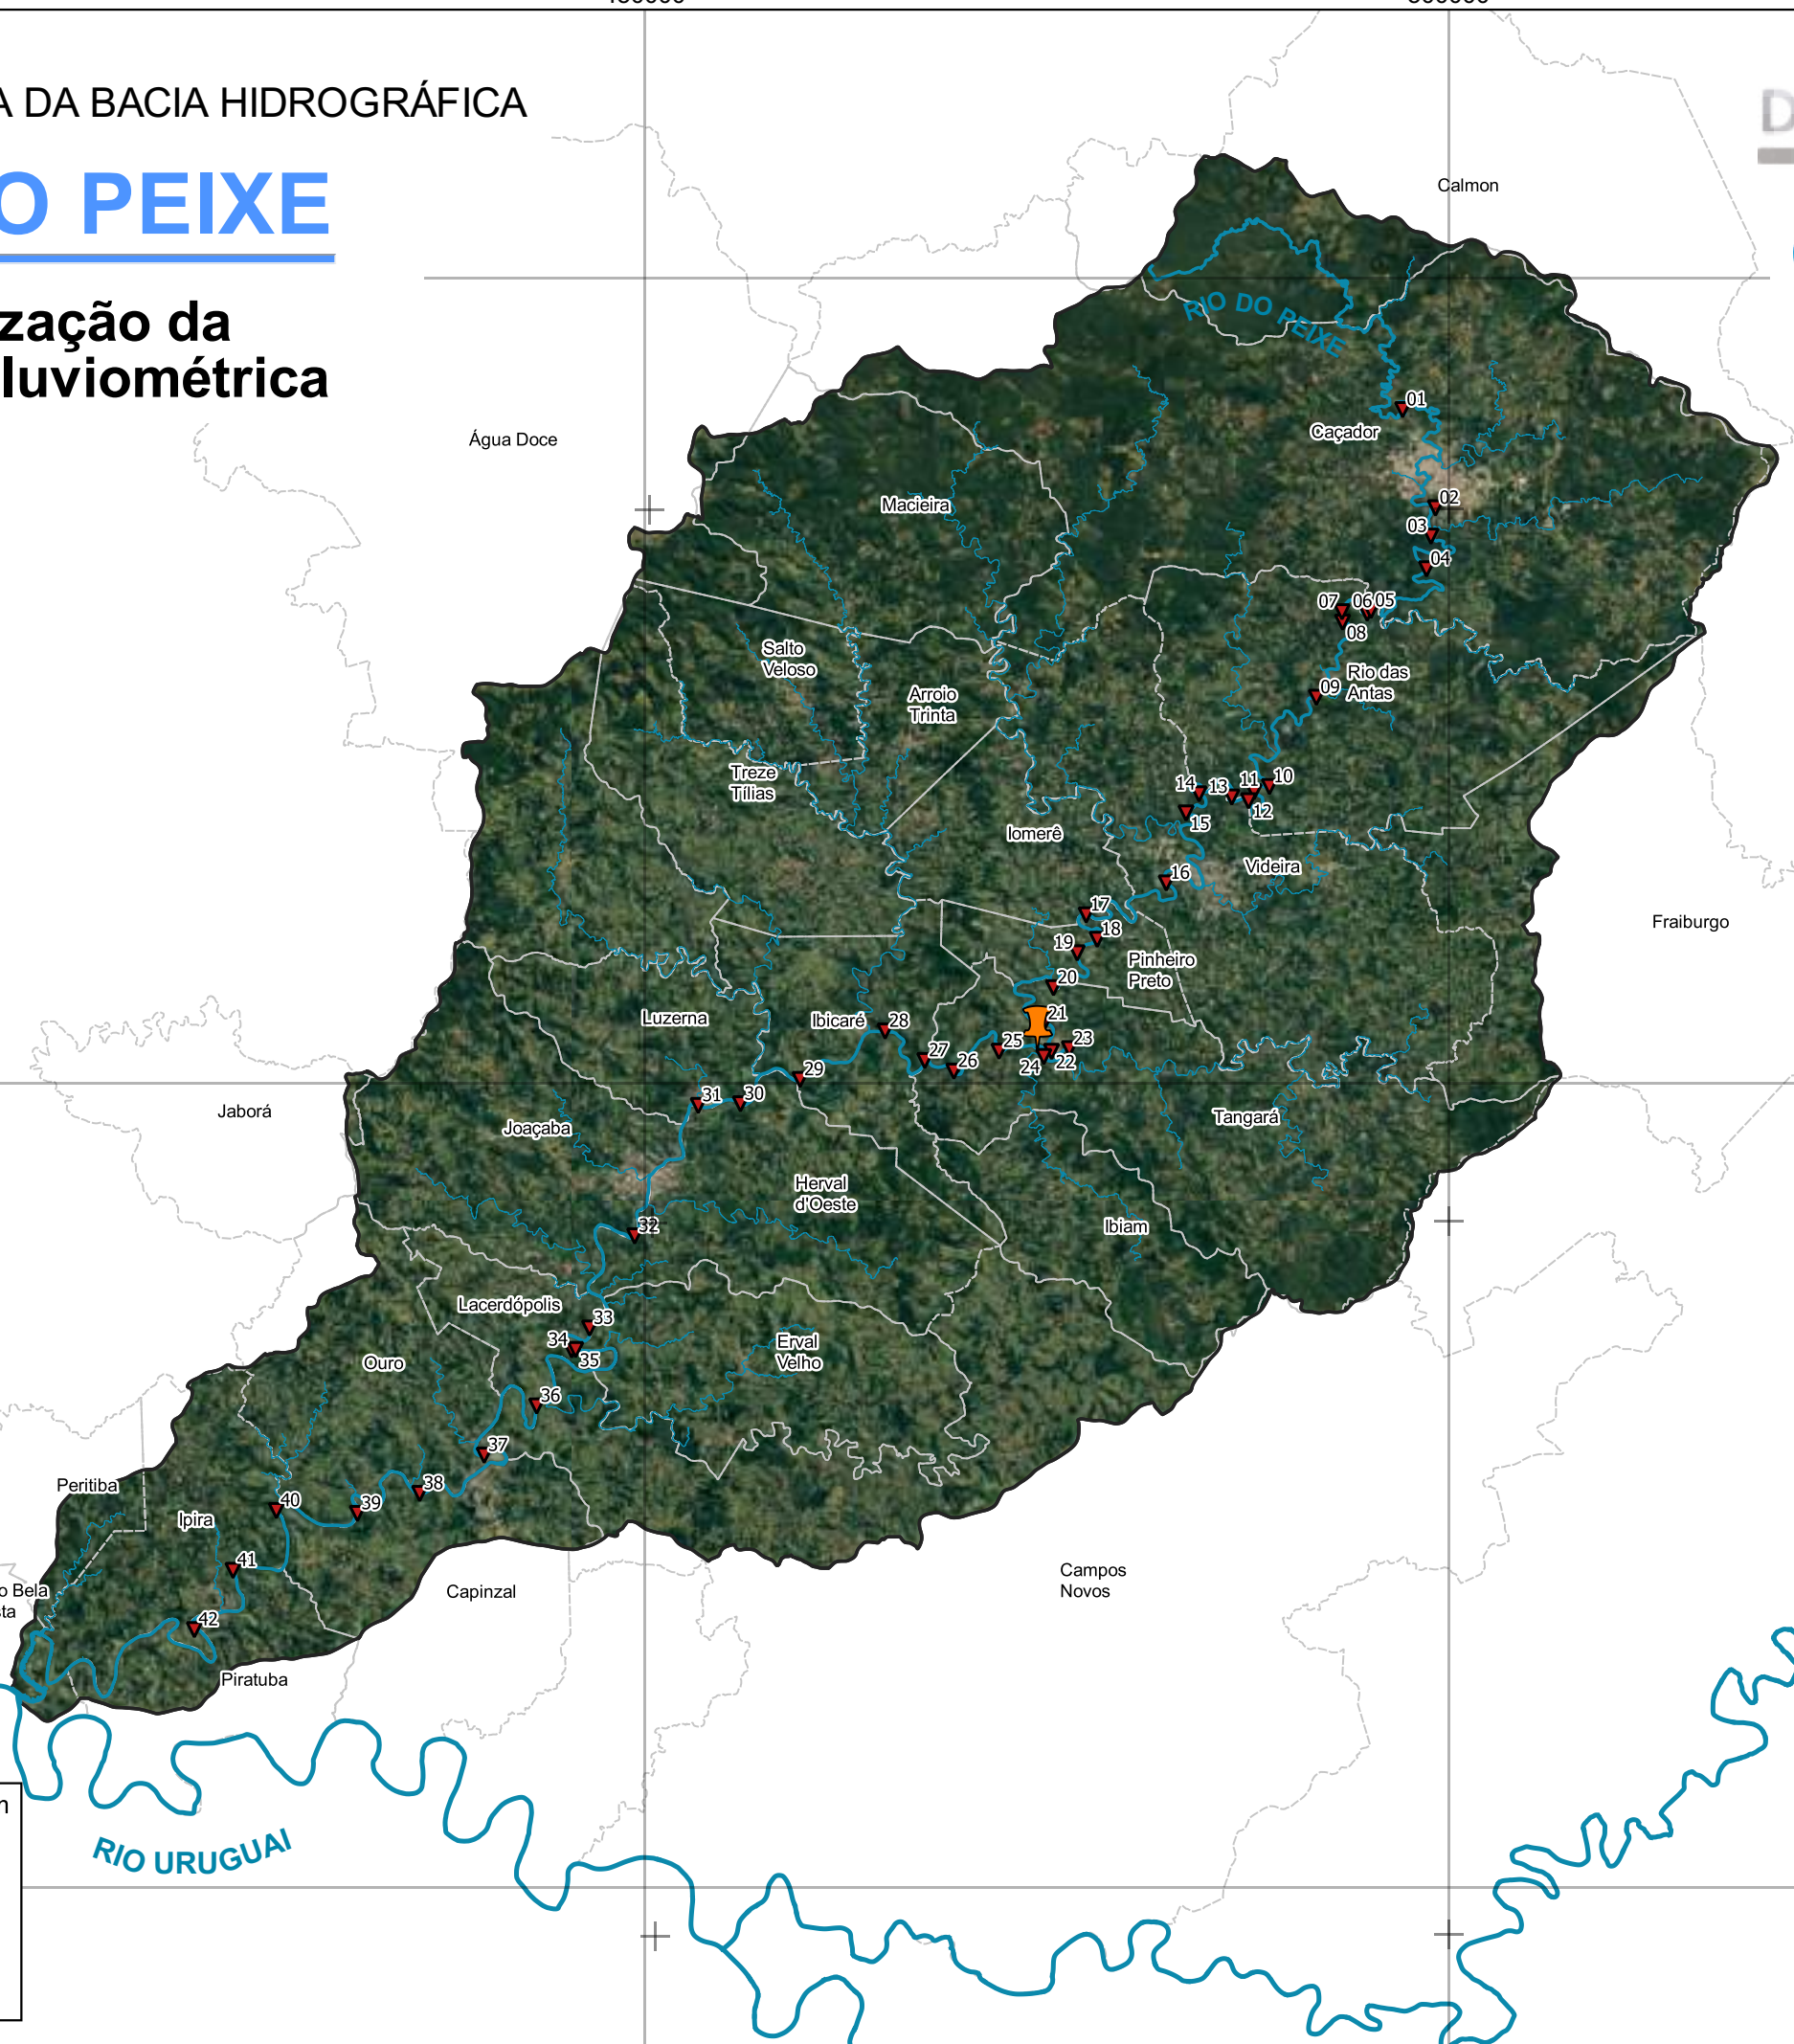 A DA BACIA HIDROGRÁFICA
O PEIXE
zação da
luviométrica
D
Calmon
RIO DO PEIXE
01
Caçador
Água Doce
Macieira
02
03
04
07
06
05
08
Salto
Veloso
Rio das
Antas
09
Arroio
Trinta
Treze
Tílias
14
13
11
10
12
15
Iomerê
Videira
16
17
18
19
Fraiburgo
Pinheiro
Preto
20
21
Luzerna
Ibicaré
28
25
23
22
24
27
26
29
31
30
Jaborá
Joaçaba
Tangará
Herval
d'Oeste
32
Ibiam
Lacerdópolis
33
34
35
Erval
Velho
Ouro
36
37
38
39
40
Peritiba
Ipira
41
42
o Bela
ta
Capinzal
Campos
Novos
Piratuba
RIO URUGUAI